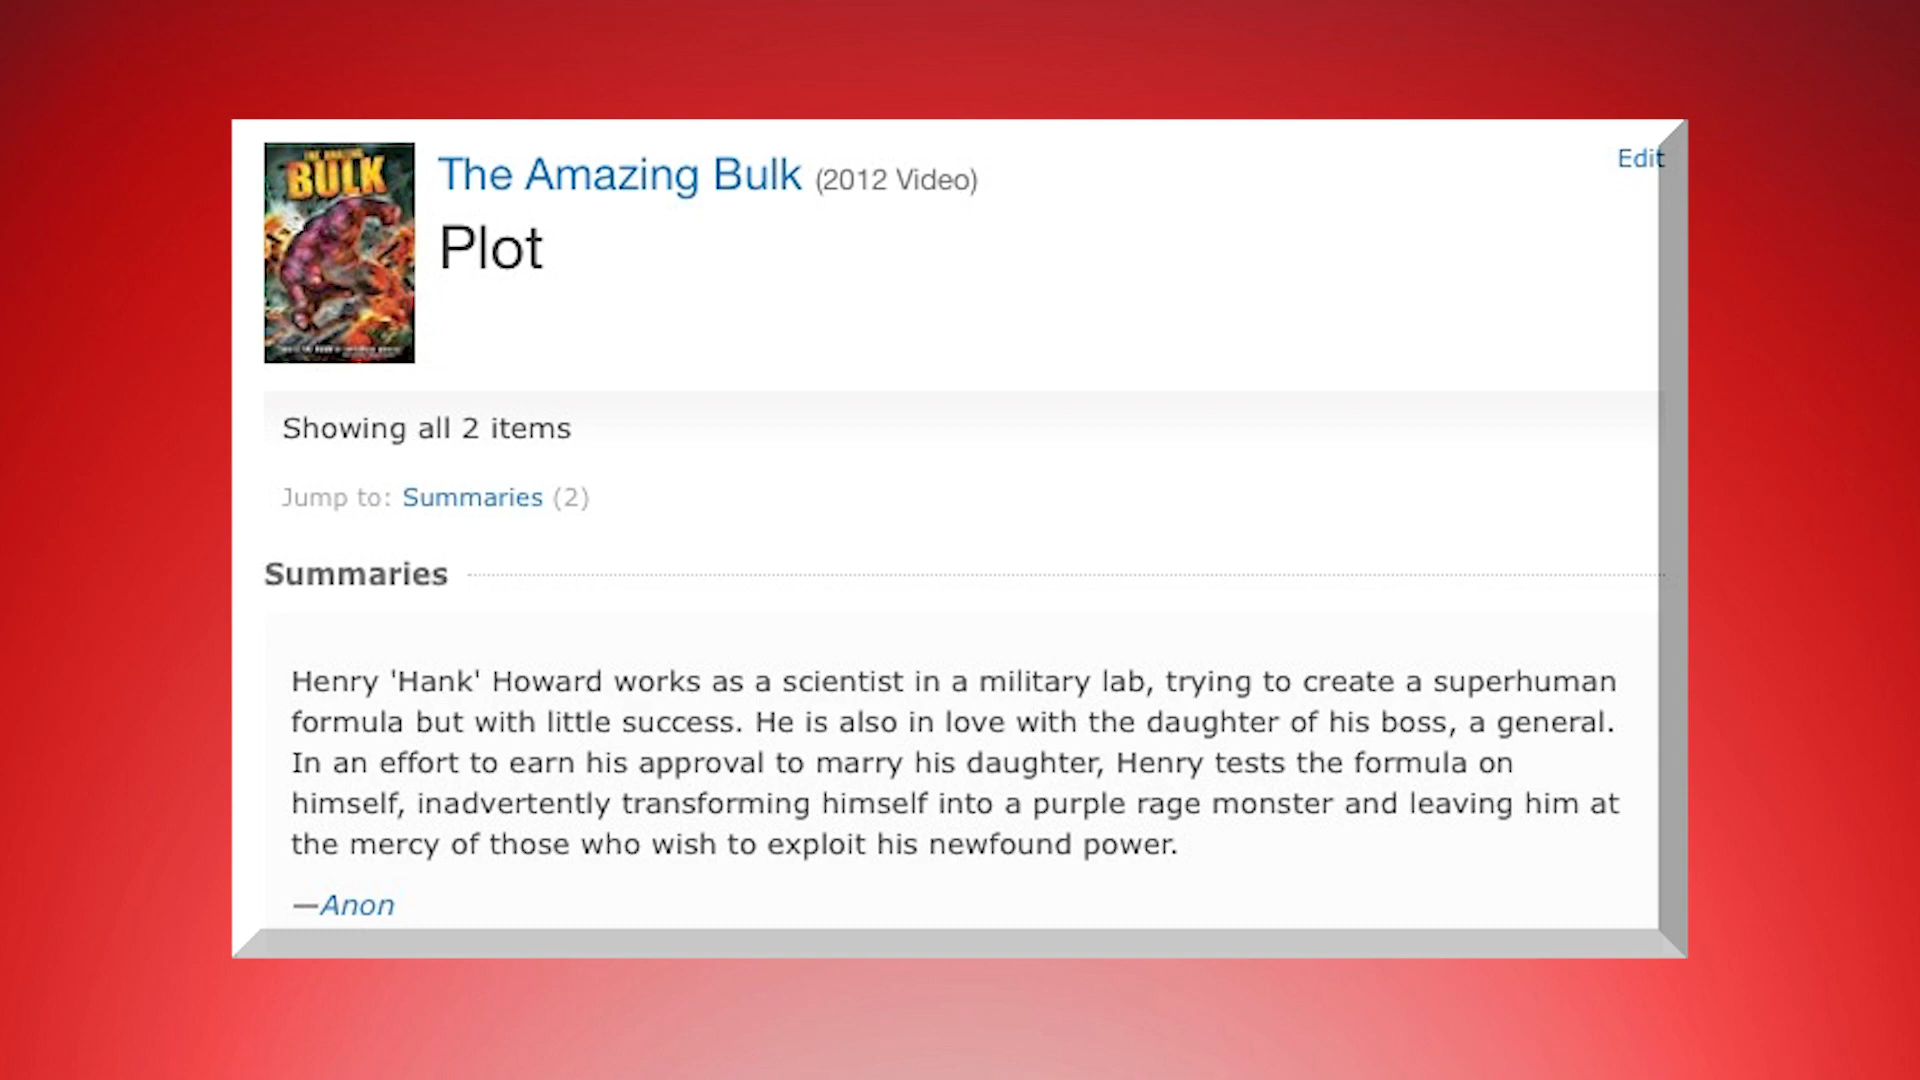 THE AMAZING
BULK
The Amazing Bulk (2012 Video)
Edit
Plot
Showing all 2 items
Jump to: Summaries (2)
Summaries
Henry 'Hank' Howard works as a scientist in a military lab, trying to create a superhuman
formula but with little success. He is also in love with the daughter of his boss, a general.
In an effort to earn his approval to marry his daughter, Henry tests the formula on
himself, inadvertently transforming himself into a purple rage monster and leaving him at
the mercy of those who wish to exploit his newfound power.
—Anon